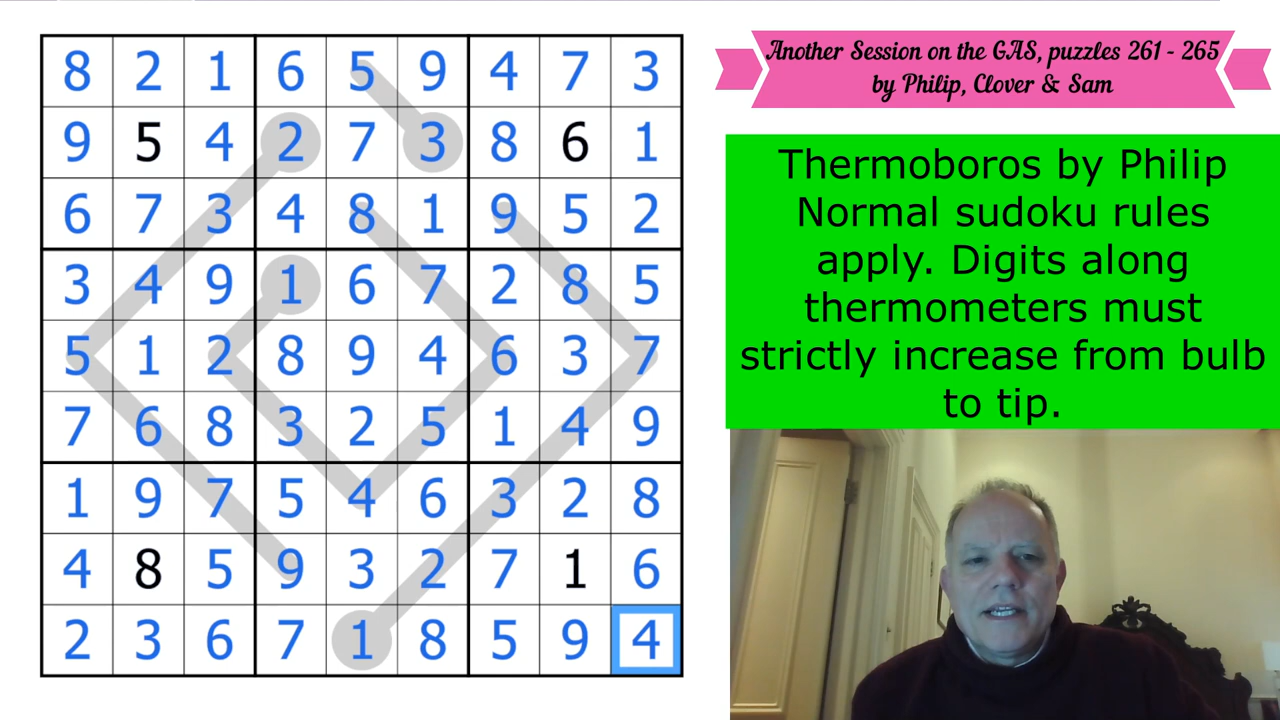 Another Session on the GAS, puzzles 261 - 265
by Philip, Clover & Sam
8 2 1 6 5 9 4 7 3
9 5 4 2 7 3 8 6 1
6 7 3 4 8 1 9 5 2
3 4 9 1 6 7 2 8 5
5 1 2 8 9 4 6 3 7
7 6 8 3 2 5 1 4 9
1 9 7 5 4 6 3 2 8
4 8 5 9 3 2 7 1 6
2 3 6 7 1 8 5 9 4
Thermoboros by Philip
Normal sudoku rules
apply. Digits along
thermometers must
strictly increase from bulb
to tip.